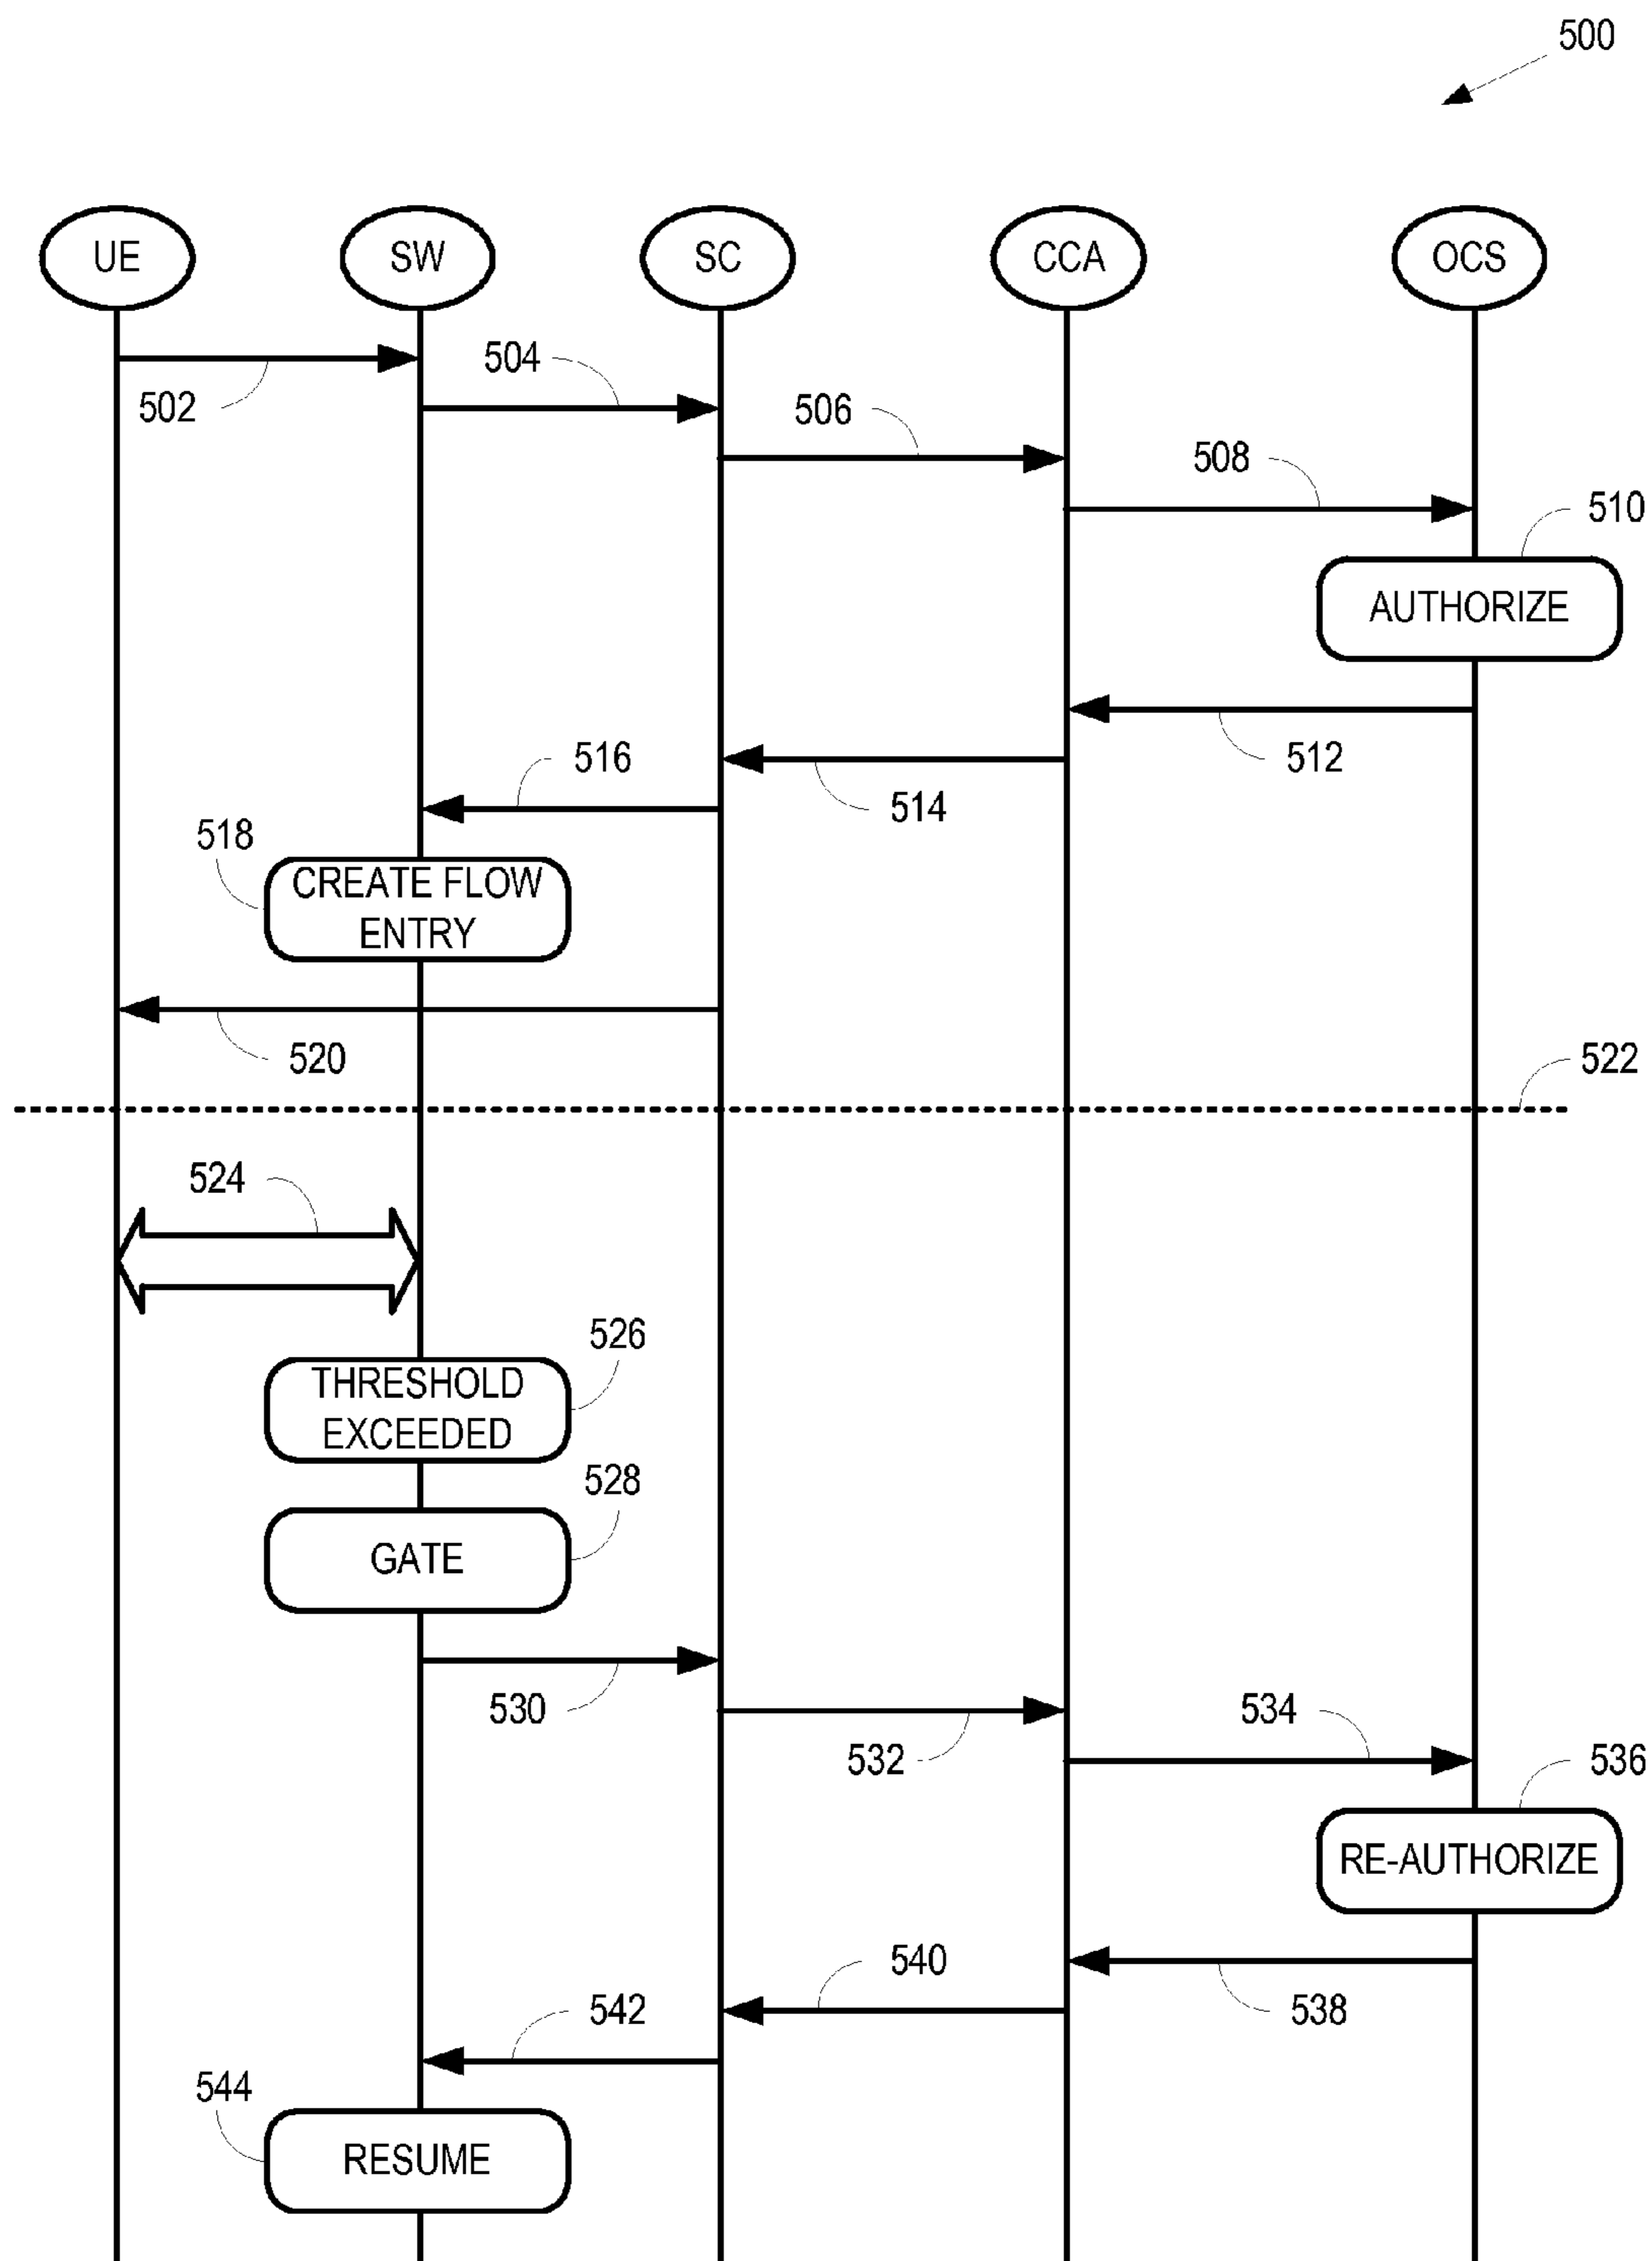 500
UE
SW
SC
CCA
OCS
502
504
506
508
510
AUTHORIZE
512
514
516
518
CREATE FLOW
ENTRY
520
522
524
526
THRESHOLD
EXCEEDED
528
GATE
530
532
534
536
RE-AUTHORIZE
538
540
542
544
RESUME